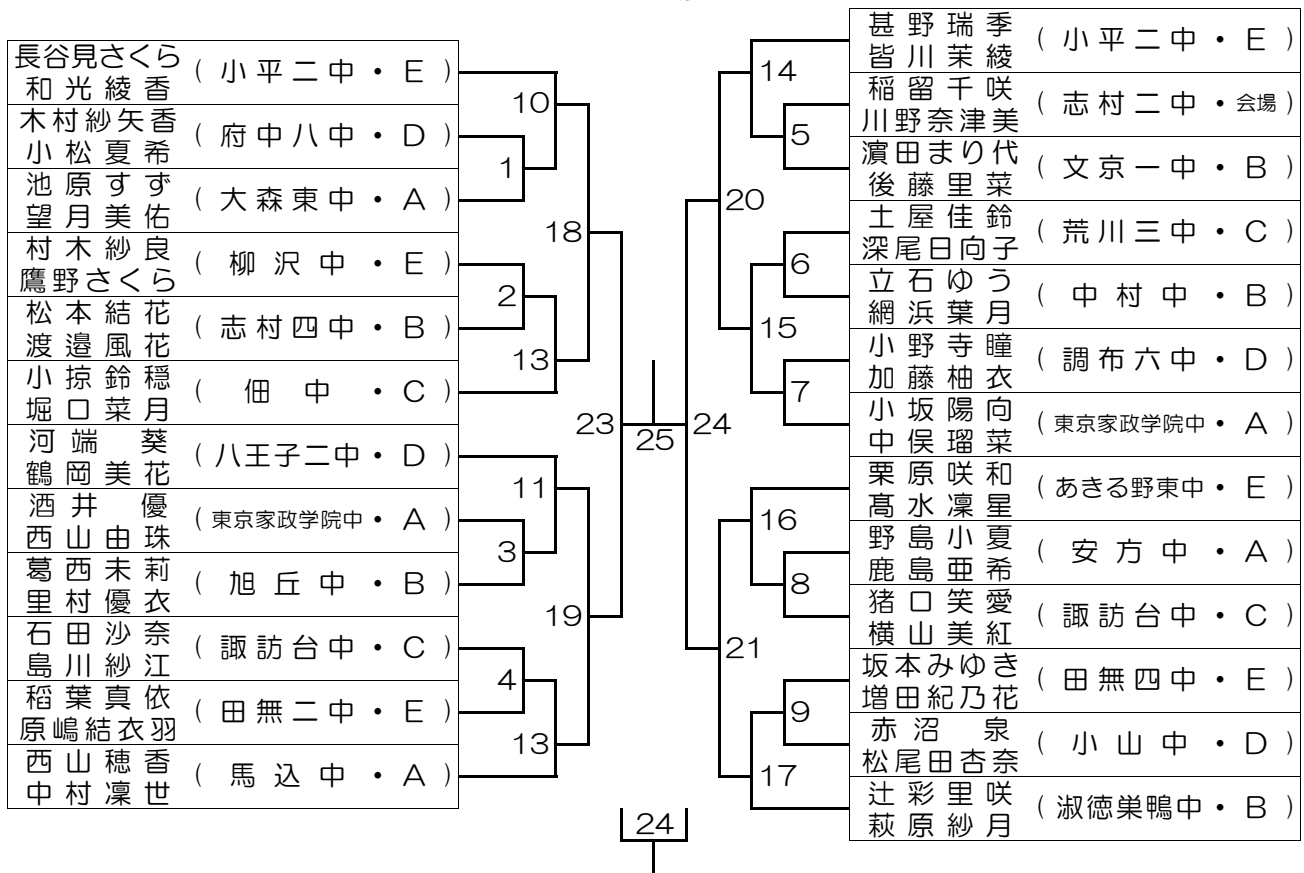 長谷見さくら
和光綾香
(小平二中・E)
木村紗矢香
小松夏希
(府中八中・D)
池原すず
望月美佑
(大森東中・A)
村木紗良
鷹野さくら
(柳沢中・E)
松本結花
渡邉風花
(志村四中・B)
小掠鈴穏
堀口菜月
(佃中・C)
河端葵
鶴岡美花
(八王子二中・D)
酒井優
西山由珠
(東京家政学院中・A)
葛西未莉
里村優衣
(旭丘中・B)
石田沙奈
島川紗江
(諏訪台中・C)
稲葉真依
原嶋結衣羽
(田無二中・E)
西山穂香
中村凜世
(馬込中・A)
10
1
18
2
13
23
11
3
19
4
13
25
24
24
14
5
20
6
15
7
16
8
21
9
17
甚野瑞季
皆川茉綾
(小平二中・E)
稲留千咲
川野奈津美
(志村二中・会場)
濵田まり代
後藤里菜
(文京一中・B)
土屋佳鈴
深尾日向子
(荒川三中・C)
立石ゆう
網浜葉月
(中村中・B)
小野寺瞳
加藤柚衣
(調布六中・D)
小坂陽向
中俣瑠菜
(東京家政学院中・A)
栗原咲和
髙水凜星
(あきる野東中・E)
野島小夏
鹿島亜希
(安方中・A)
猪口笑愛
横山美紅
(諏訪台中・C)
坂本みゆき
増田紀乃花
(田無四中・E)
赤沼泉
松尾田杏奈
(小山中・D)
辻彩里咲
萩原紗月
(淑徳巣鴨中・B)